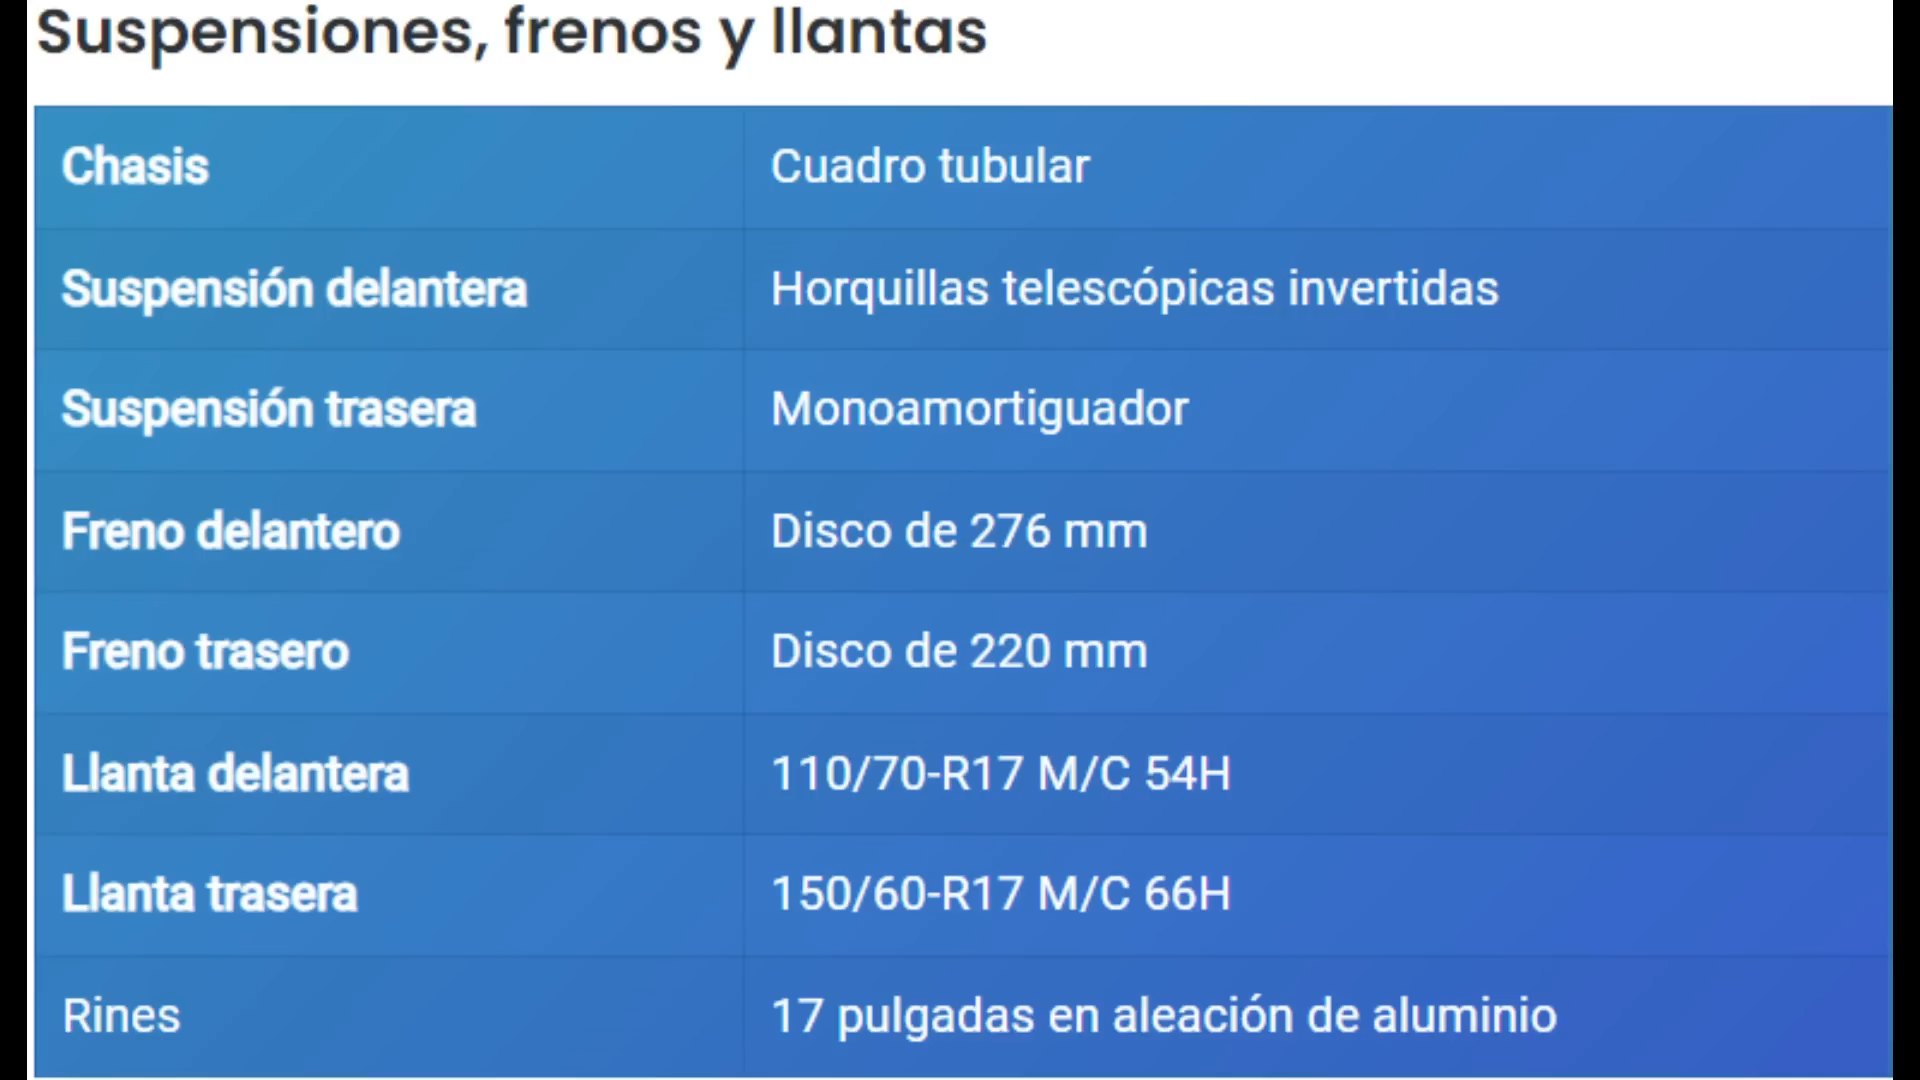 Suspensiones, frenos y llantas
Chasis Cuadro tubular
Suspensión delantera Horquillas telescópicas invertidas
Suspensión trasera Monoamortiguador
Freno delantero Disco de 276 mm
Freno trasero Disco de 220 mm
Llanta delantera 110/70-R17 M/C 54H
Llanta trasera 150/60-R17 M/C 66H
Rines 17 pulgadas en aleación de aluminio